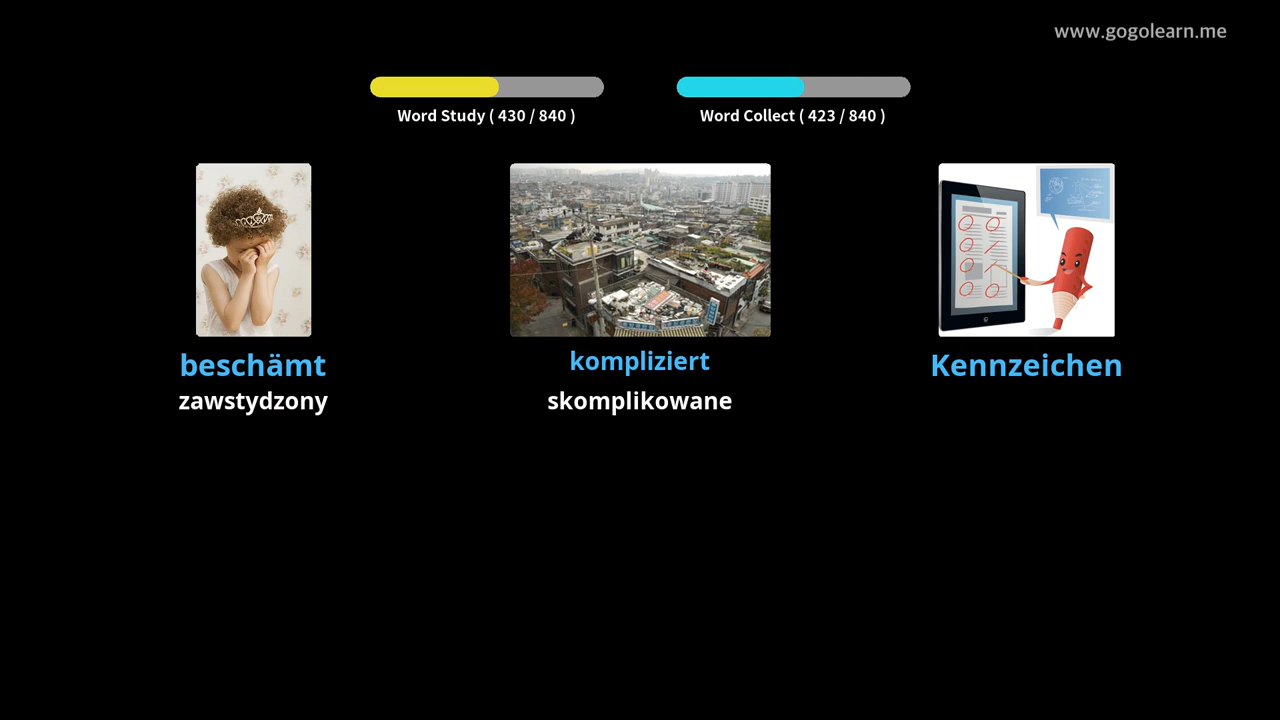 www.gogolearn.me
Word Study ( 430 / 840 )
Word Collect ( 423 / 840 )
beschämt
kompliziert
Kennzeichen
zawstydzony
skomplikowane